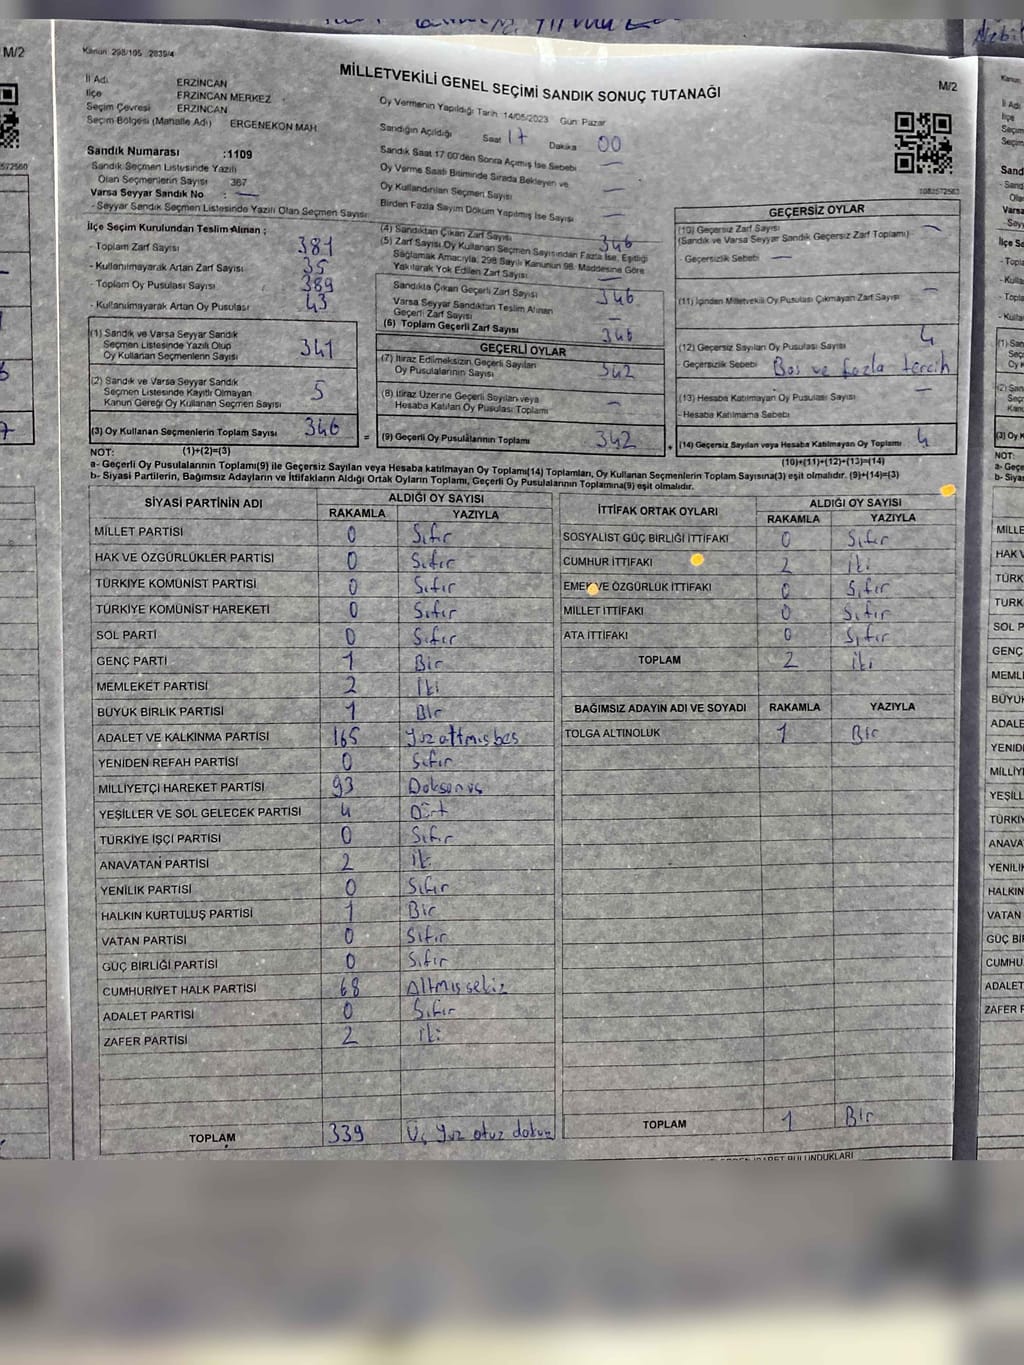 M/2
Kanun 298/105 2839/4
İl Adı ERZİNCAN
İlçe ERZİNCAN MERKEZ
Seçim Çevresi ERZİNCAN
Seçim Bölgesi (Mahalle Adı) ERGENEKON MAH.
MİLLETVEKİLİ GENEL SEÇİMİ SANDIK SONUÇ TUTANAĞI
M/2
Oy Vermenin Yapıldığı Tarih 14/05/2023 Gün: Pazar
Sandığın Açıldığı Saat 17 Dakika 00
Sandık Saat 17:00'den Sonra Açılmış İse Sebebi —
Oy Verme Saati Bitiminde Sırada Bekleyen ve
Oy Kullandırılan Seçmen Sayısı —
Birden Fazla Sayım Döküm Yapılmış İse Sayısı —
Sandık Numarası :1109
Sandık Seçmen Listesinde Yazılı
Olan Seçmenlerin Sayısı 367
Varsa Seyyar Sandık No : —
- Seyyar Sandık Seçmen Listesinde Yazılı Olan Seçmen Sayısı
İlçe Seçim Kurulundan Teslim Alınan ;
- Toplam Zarf Sayısı 381
- Kullanılmayarak Artan Zarf Sayısı 35
- Toplam Oy Pusulası Sayısı 389
- Kullanılmayarak Artan Oy Pusulası 43
(1) Sandık ve Varsa Seyyar Sandık
Seçmen Listesinde Yazılı Olup
Oy Kullanan Seçmenlerin Sayısı 341
(2) Sandık ve Varsa Seyyar Sandık
Seçmen Listesinde Kayıtlı Olmayan
Kanun Gereği Oy Kullanan Seçmen Sayısı 5
(3) Oy Kullanan Seçmenlerin Toplam Sayısı 346
(4) Sandıktan Çıkan Zarf Sayısı 346
(5) Zarf Sayısı Oy Kullanan Seçmen Sayısından Fazla İse, Eşitliği
Sağlamak Amacıyla, 298 Sayılı Kanunun 98. Maddesine Göre
Yakılarak Yok Edilen Zarf Sayısı —
Sandıkta Çıkan Geçerli Zarf Sayısı 346
Varsa Seyyar Sandıktan Teslim Alınan
Geçerli Zarf Sayısı —
(6) Toplam Geçerli Zarf Sayısı 346
GEÇERLİ OYLAR
(7) İtiraz Edilmeksizin Geçerli Sayılan
Oy Pusulalarının Sayısı 342
(8) İtiraz Üzerine Geçerli Sayılan veya
Hesaba Katılan Oy Pusulası Toplamı —
= (9) Geçerli Oy Pusulalarının Toplamı 342
1082572563
GEÇERSİZ OYLAR
(10) Geçersiz Zarf Sayısı
(Sandık ve Varsa Seyyar Sandık Geçersiz Zarf Toplamı) —
- Geçersizlik Sebebi —
(11) İçinden Milletvekili Oy Pusulası Çıkmayan Zarf Sayısı —
(12) Geçersiz Sayılan Oy Pusulası Sayısı 4
- Geçersizlik Sebebi Boş ve fazla tercih
(13) Hesaba Katılmayan Oy Pusulası Sayısı —
- Hesaba Katılmama Sebebi
+ (14) Geçersiz Sayılan veya Hesaba Katılmayan Oy Toplamı 4
NOT: (1)+(2)=(3)
(10)+(11)+(12)+(13)=(14)
a- Geçerli Oy Pusulalarının Toplamı(9) ile Geçersiz Sayılan veya Hesaba katılmayan Oy Toplamı(14) Toplamları, Oy Kullanan Seçmenlerin Toplam Sayısına(3) eşit olmalıdır. (9)+(14)=(3)
b- Siyasi Partilerin, Bağımsız Adayların ve İttifakların Aldığı Ortak Oyların Toplamı, Geçerli Oy Pusulalarının Toplamına(9) eşit olmalıdır.
SİYASİ PARTİNİN ADI ALDIĞI OY SAYISI
RAKAMLA YAZIYLA
MİLLET PARTİSİ 0 Sıfır
HAK VE ÖZGÜRLÜKLER PARTİSİ 0 Sıfır
TÜRKİYE KOMÜNİST PARTİSİ 0 Sıfır
TÜRKİYE KOMÜNİST HAREKETİ 0 Sıfır
SOL PARTİ 0 Sıfır
GENÇ PARTİ 1 Bir
MEMLEKET PARTİSİ 2 İki
BÜYÜK BİRLİK PARTİSİ 1 Bir
ADALET VE KALKINMA PARTİSİ 165 Yüzaltmışbeş
YENİDEN REFAH PARTİSİ 0 Sıfır
MİLLİYETÇİ HAREKET PARTİSİ 93 Doksanüç
YEŞİLLER VE SOL GELECEK PARTİSİ 4 Dört
TÜRKİYE İŞÇİ PARTİSİ 0 Sıfır
ANAVATAN PARTİSİ 2 İki
YENİLİK PARTİSİ 0 Sıfır
HALKIN KURTULUŞ PARTİSİ 1 Bir
VATAN PARTİSİ 0 Sıfır
GÜÇ BİRLİĞİ PARTİSİ 0 Sıfır
CUMHURİYET HALK PARTİSİ 68 Altmışsekiz
ADALET PARTİSİ 0 Sıfır
ZAFER PARTİSİ 2 İki
TOPLAM 339 Üç Yüz otuz dokuz
İTTİFAK ORTAK OYLARI ALDIĞI OY SAYISI
RAKAMLA YAZIYLA
SOSYALİST GÜÇ BİRLİĞİ İTTİFAKI 0 Sıfır
CUMHUR İTTİFAKI 2 İki
EMEK VE ÖZGÜRLÜK İTTİFAKI 0 Sıfır
MİLLET İTTİFAKI 0 Sıfır
ATA İTTİFAKI 0 Sıfır
TOPLAM 2 İki
BAĞIMSIZ ADAYIN ADI VE SOYADI RAKAMLA YAZIYLA
TOLGA ALTINOLUK 1 Bir
TOPLAM 1 Bir